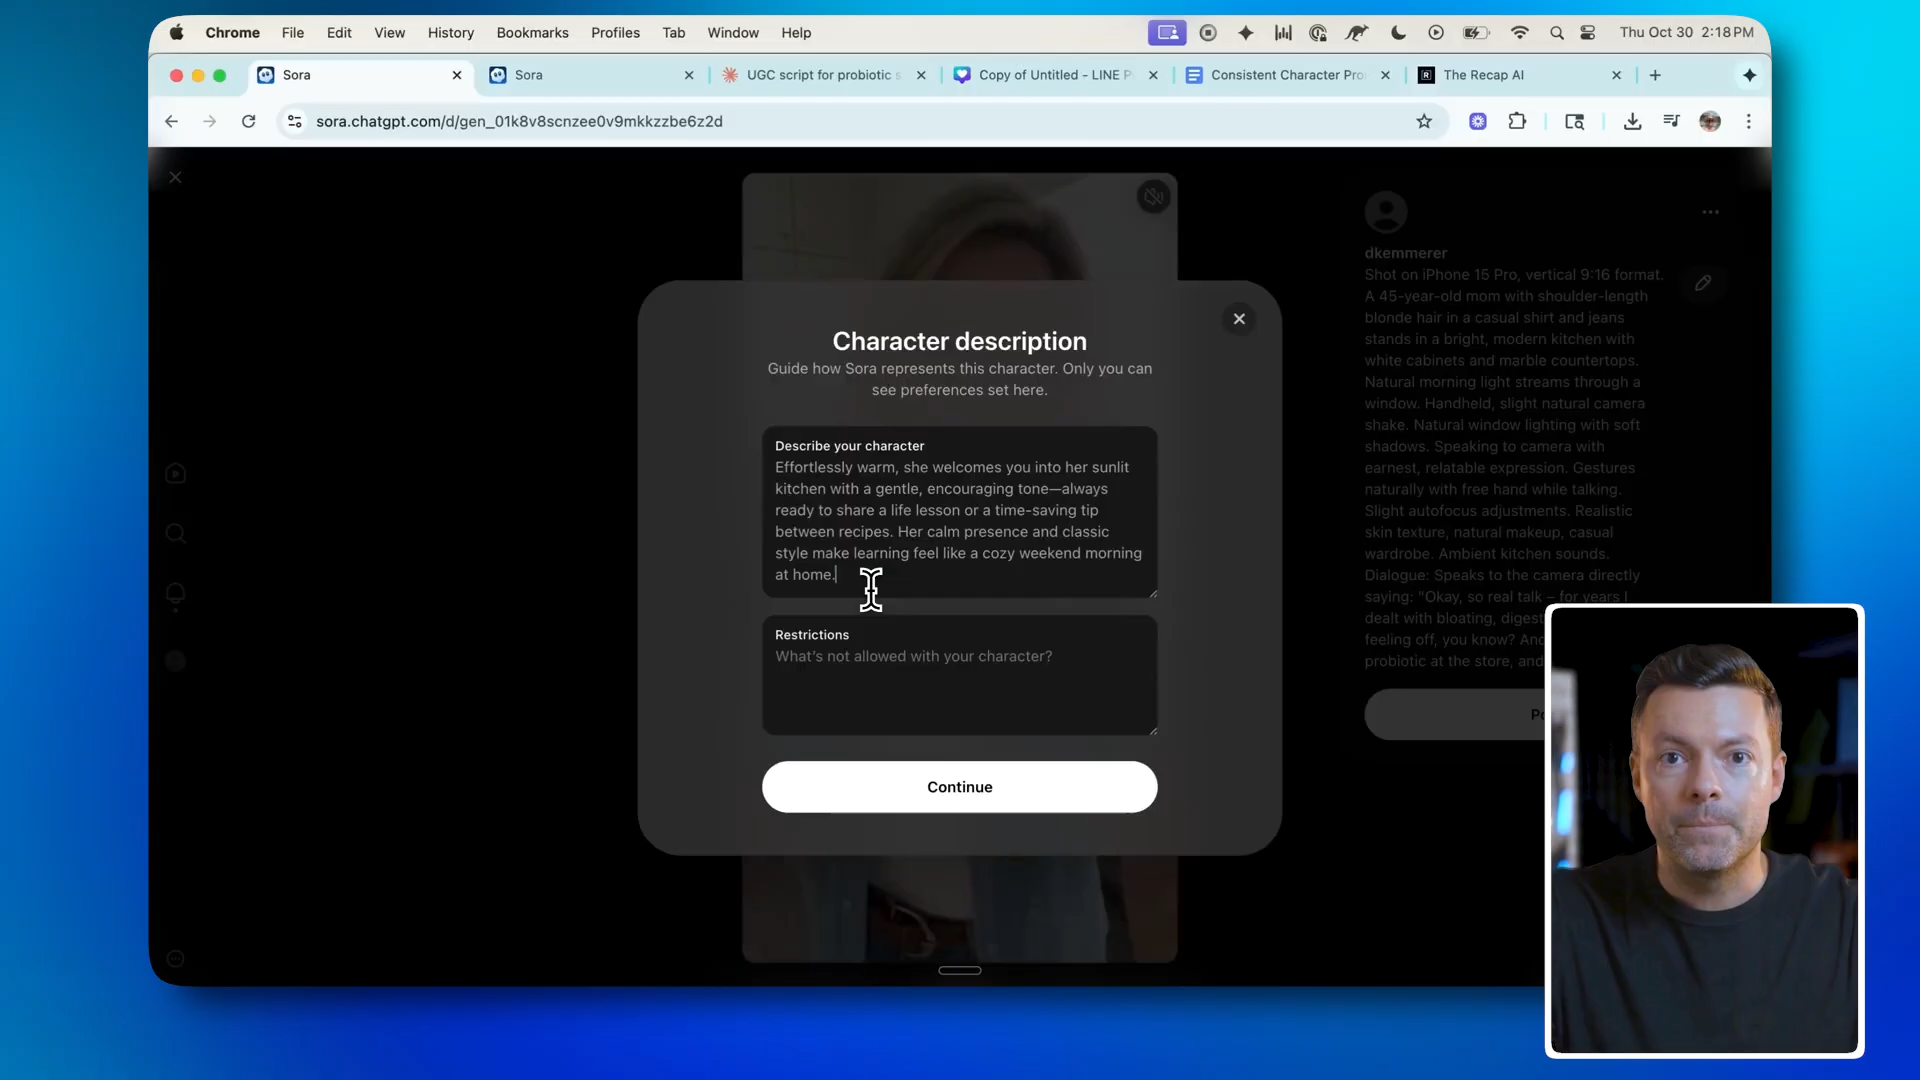 Chrome File Edit View History Bookmarks Profiles Tab Window Help
Thu Oct 30 2:18 PM
Sora
Sora
UGC script for probiotic
Copy of Untitled - LINE P
Consistent Character Pro
The Recap AI
sora.chatgpt.com/d/gen_01k8v8scnzee0v9mkkzzbe6z2d
Character description
Guide how Sora represents this character. Only you can
see preferences set here.
Describe your character
Effortlessly warm, she welcomes you into her sunlit
kitchen with a gentle, encouraging tone—always
ready to share a life lesson or a time-saving tip
between recipes. Her calm presence and classic
style make learning feel like a cozy weekend morning
at home.
Restrictions
What's not allowed with your character?
Continue
dkemmerer
Shot on iPhone 15 Pro, vertical 9:16 format.
A 45-year-old mom with shoulder-length
blonde hair in a casual shirt and jeans
stands in a bright, modern kitchen with
white cabinets and marble countertops.
Natural morning light streams through a
window. Handheld, slight natural camera
shake. Natural window lighting with soft
shadows. Speaking to camera with
earnest, relatable expression. Gestures
naturally with free hand while talking.
Slight autofocus adjustments. Realistic
skin texture, natural makeup, casual
wardrobe. Ambient kitchen sounds.
Dialogue: Speaks to the camera directly
saying: "Okay, so real talk – for years I
dealt with bloating, digest
feeling off, you know? And
probiotic at the store, and